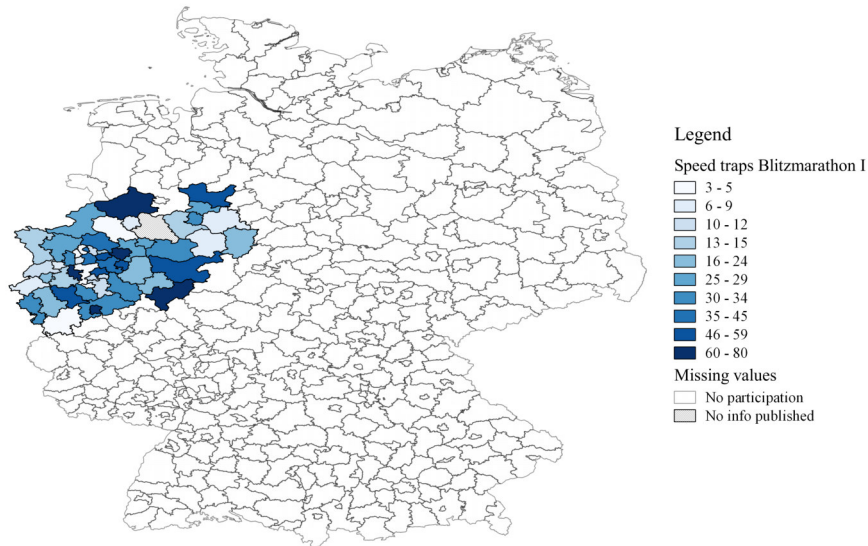 Legend
Speed traps Blitzmarathon I
3 - 5
6 - 9
10 - 12
13 - 15
16 - 24
25 - 29
30 - 34
35 - 45
46 - 59
60 - 80
Missing values
No participation
No info published